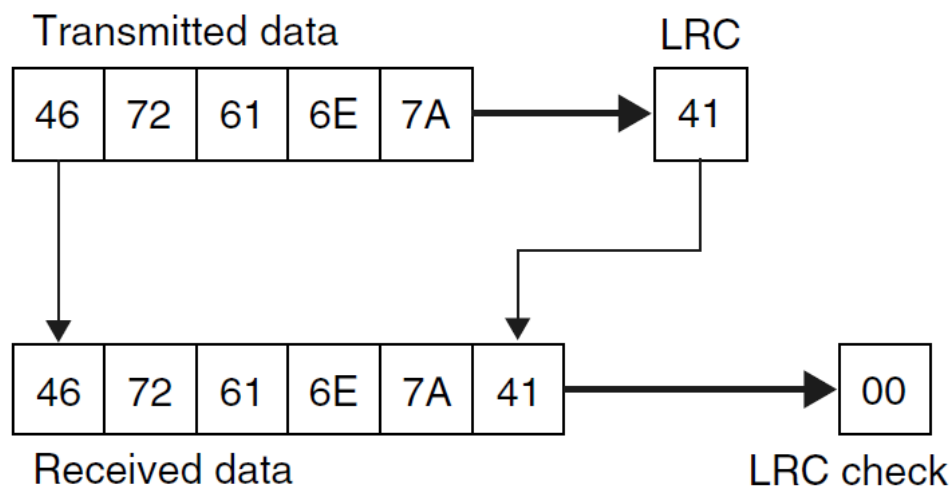 Transmitted data LRC
46 72 61 6E 7A 41
46 72 61 6E 7A 41 00
Received data LRC check